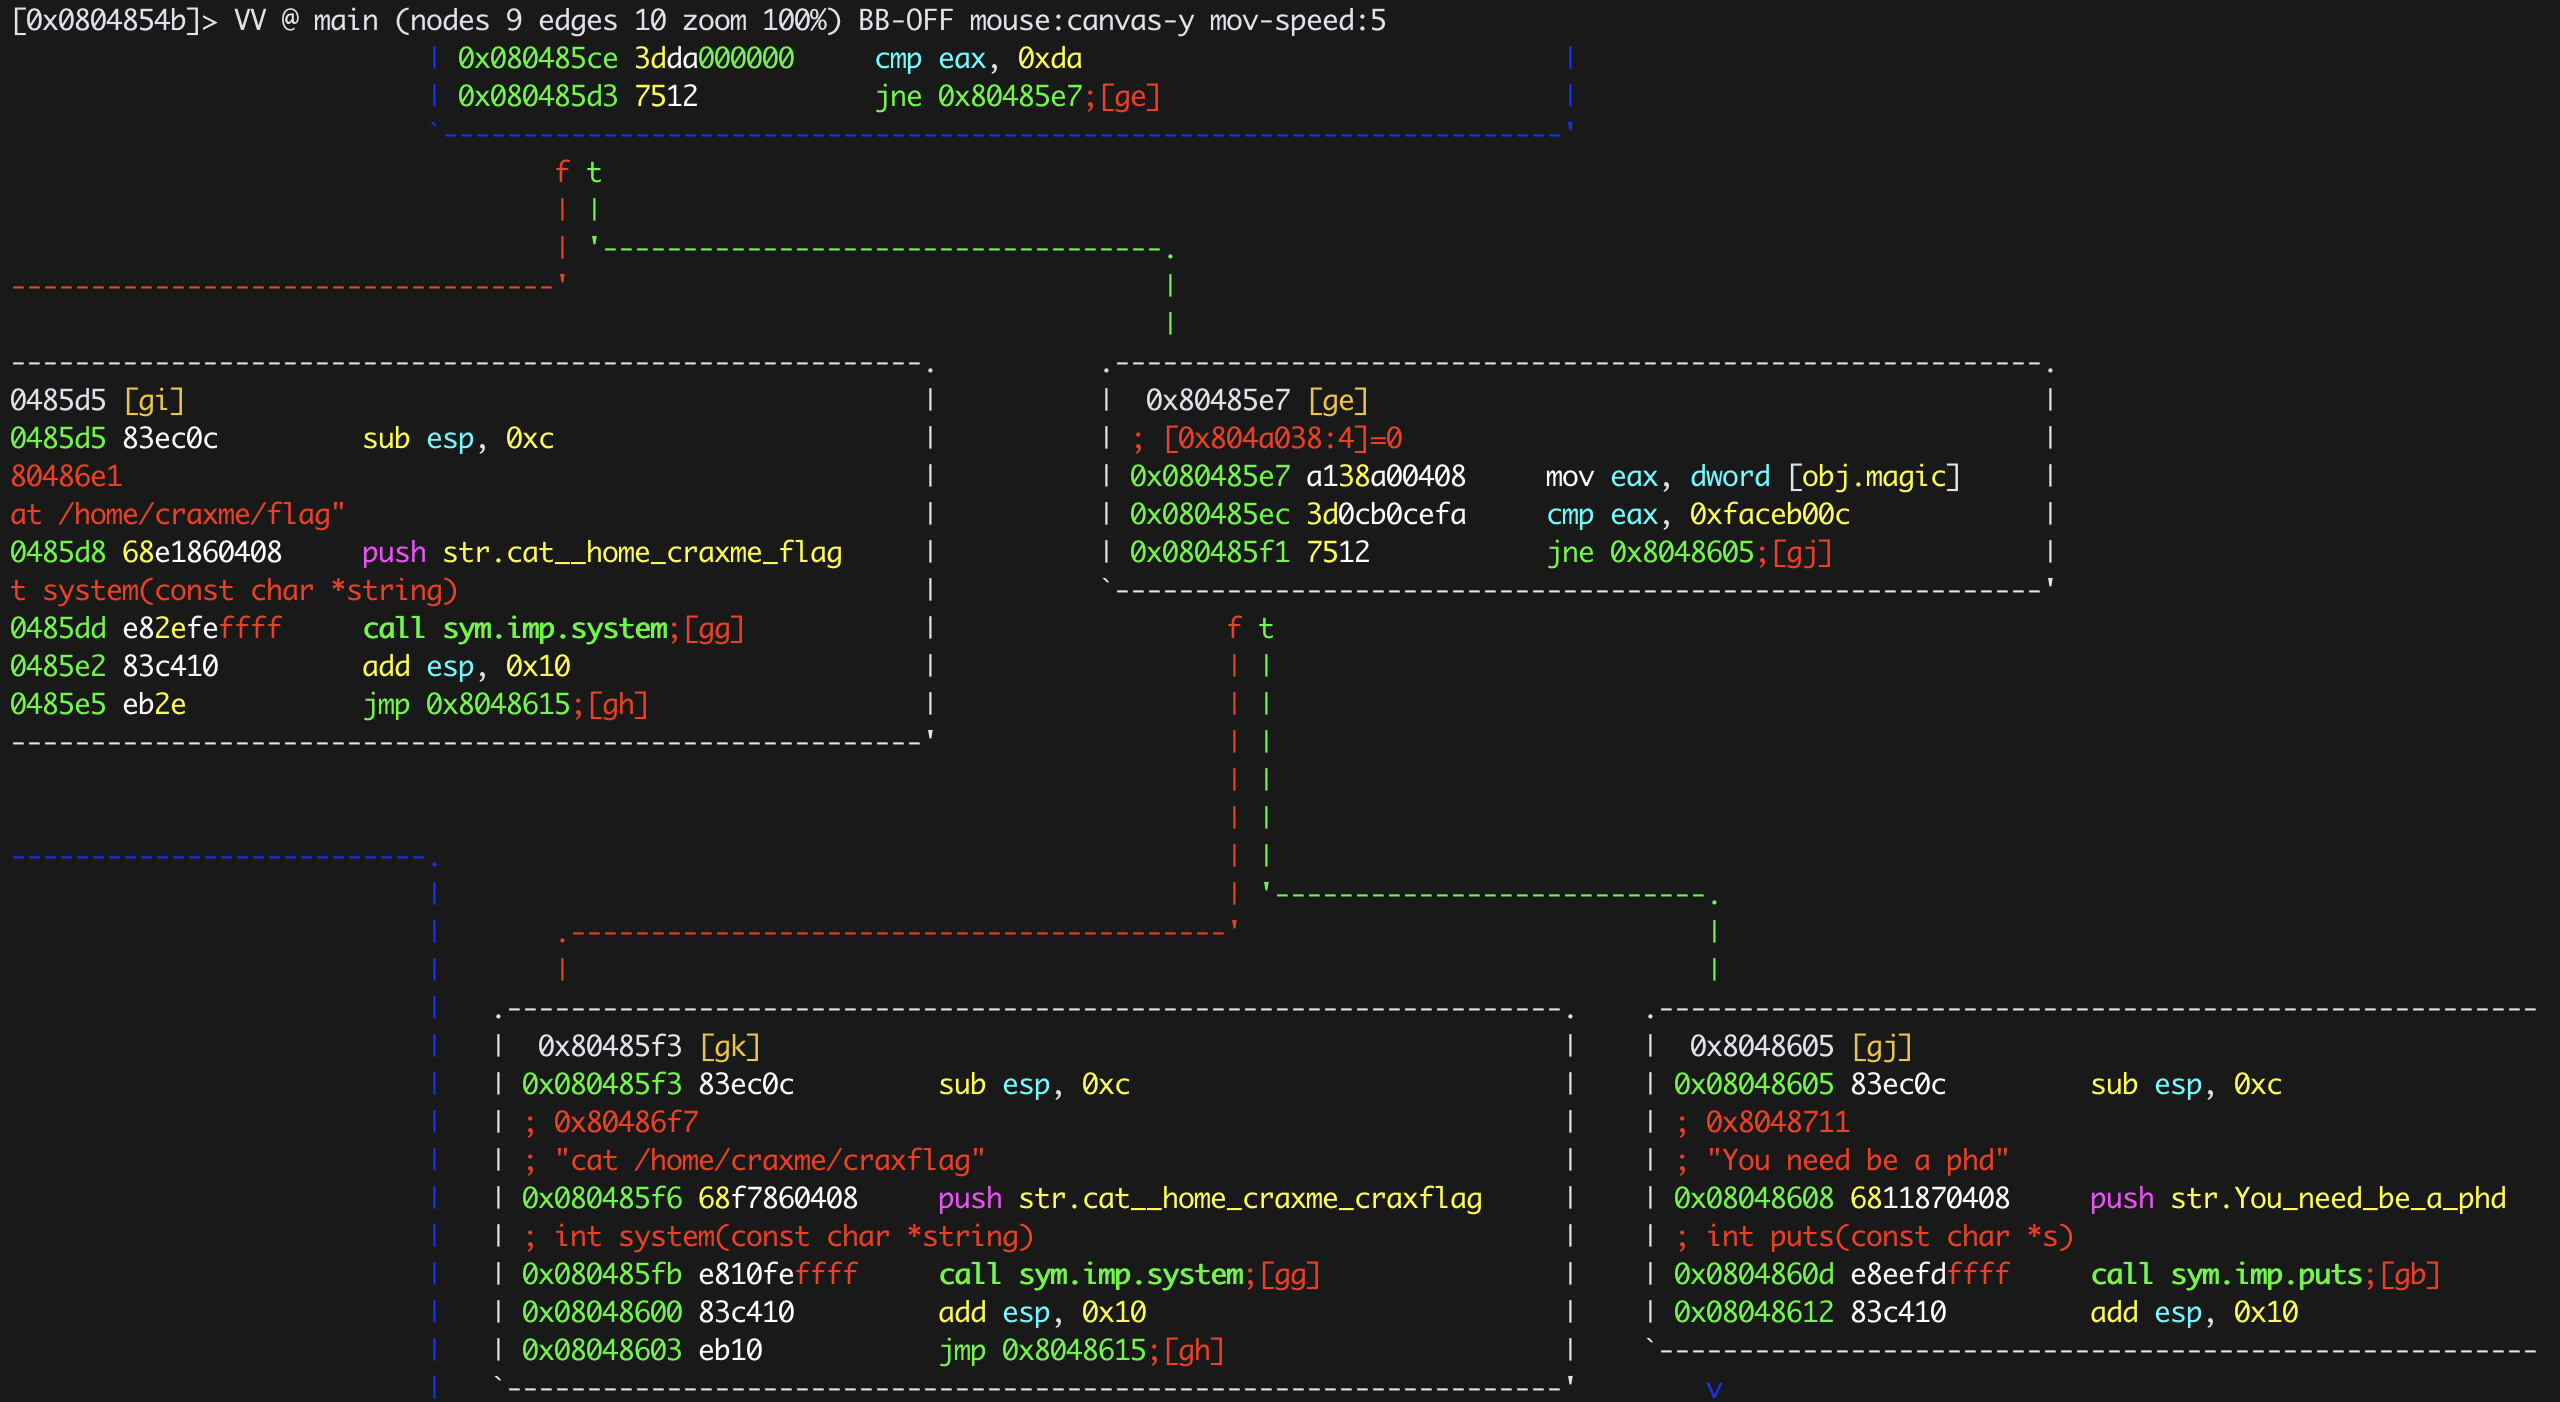 [0x0804854b]> VV @ main (nodes 9 edges 10 zoom 100%) BB-OFF mouse:canvas-y mov-speed:5
0x080485ce 3dda000000 cmp eax, 0xda
0x080485d3 7512 jne 0x80485e7;[ge]
f t
0485d5 [gi]
0485d5 83ec0c sub esp, 0xc
80486e1
at /home/craxme/flag"
0485d8 68e1860408 push str.cat__home_craxme_flag
t system(const char *string)
0485dd e82efeffff call sym.imp.system;[gg]
0485e2 83c410 add esp, 0x10
0485e5 eb2e jmp 0x8048615;[gh]
0x80485e7 [ge]
; [0x804a038:4]=0
0x080485e7 a138a00408 mov eax, dword [obj.magic]
0x080485ec 3d0cb0cefa cmp eax, 0xfaceb00c
0x080485f1 7512 jne 0x8048605;[gj]
f t
0x80485f3 [gk]
0x080485f3 83ec0c sub esp, 0xc
; 0x80486f7
; "cat /home/craxme/craxflag"
0x080485f6 68f7860408 push str.cat__home_craxme_craxflag
; int system(const char *string)
0x080485fb e810feffff call sym.imp.system;[gg]
0x08048600 83c410 add esp, 0x10
0x08048603 eb10 jmp 0x8048615;[gh]
0x8048605 [gj]
0x08048605 83ec0c sub esp, 0xc
; 0x8048711
; "You need be a phd"
0x08048608 6811870408 push str.You_need_be_a_phd
; int puts(const char *s)
0x0804860d e8eefdffff call sym.imp.puts;[gb]
0x08048612 83c410 add esp, 0x10
v